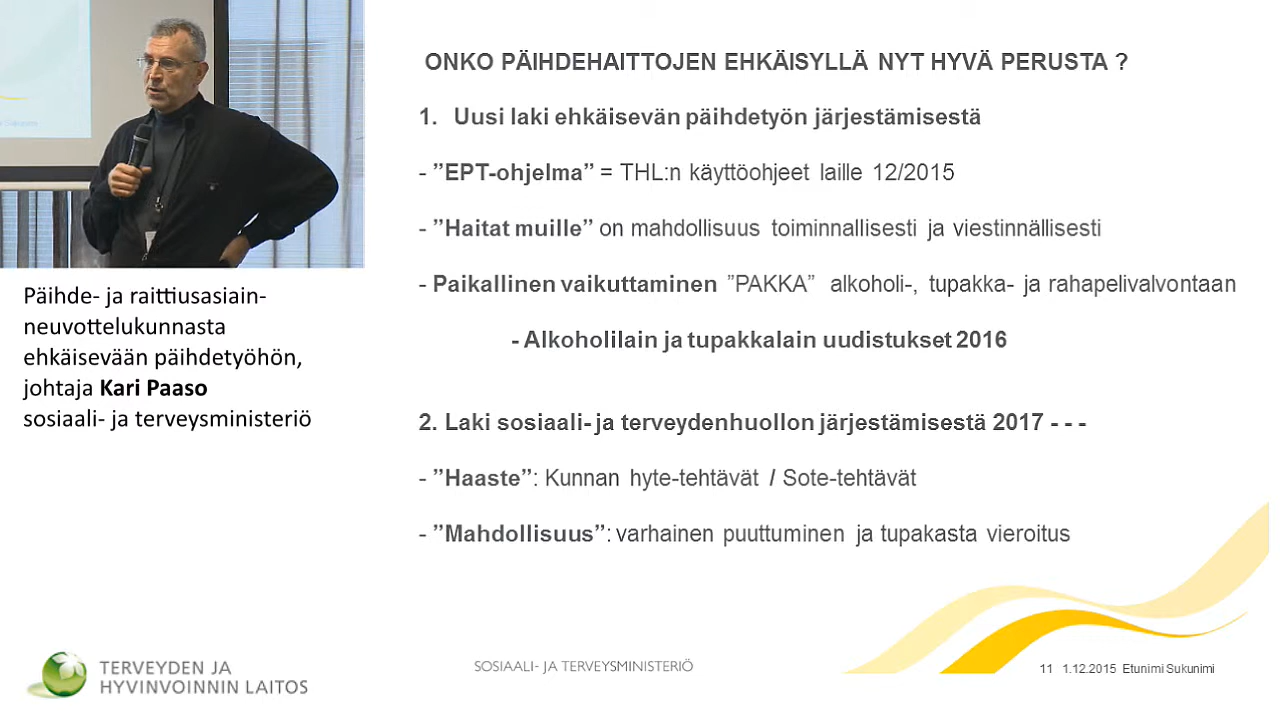 ONKO PÄIHDEHAITTOJEN EHKÄISYLLÄ NYT HYVÄ PERUSTA ?
1. Uusi laki ehkäisevän päihdetyön järjestämisestä
- ”EPT-ohjelma” = THL:n käyttöohjeet laille 12/2015
- ”Haitat muille” on mahdollisuus toiminnallisesti ja viestinnällisesti
- Paikallinen vaikuttaminen ”PAKKA” alkoholi-, tupakka- ja rahapelivalvontaan
- Alkoholilain ja tupakkalain uudistukset 2016
2. Laki sosiaali- ja terveydenhuollon järjestämisestä 2017 - - -
- ”Haaste”: Kunnan hyte-tehtävät / Sote-tehtävät
- ”Mahdollisuus”: varhainen puuttuminen ja tupakasta vieroitus
Päihde- ja raittiusasiain-
neuvottelukunnasta
ehkäisevään päihdetyöhön,
johtaja Kari Paaso
sosiaali- ja terveysministeriö
TERVEYDEN JA
HYVINVOINNIN LAITOS
SOSIAALI- JA TERVEYSMINISTERIÖ
11 1.12.2015 Etunimi Sukunimi